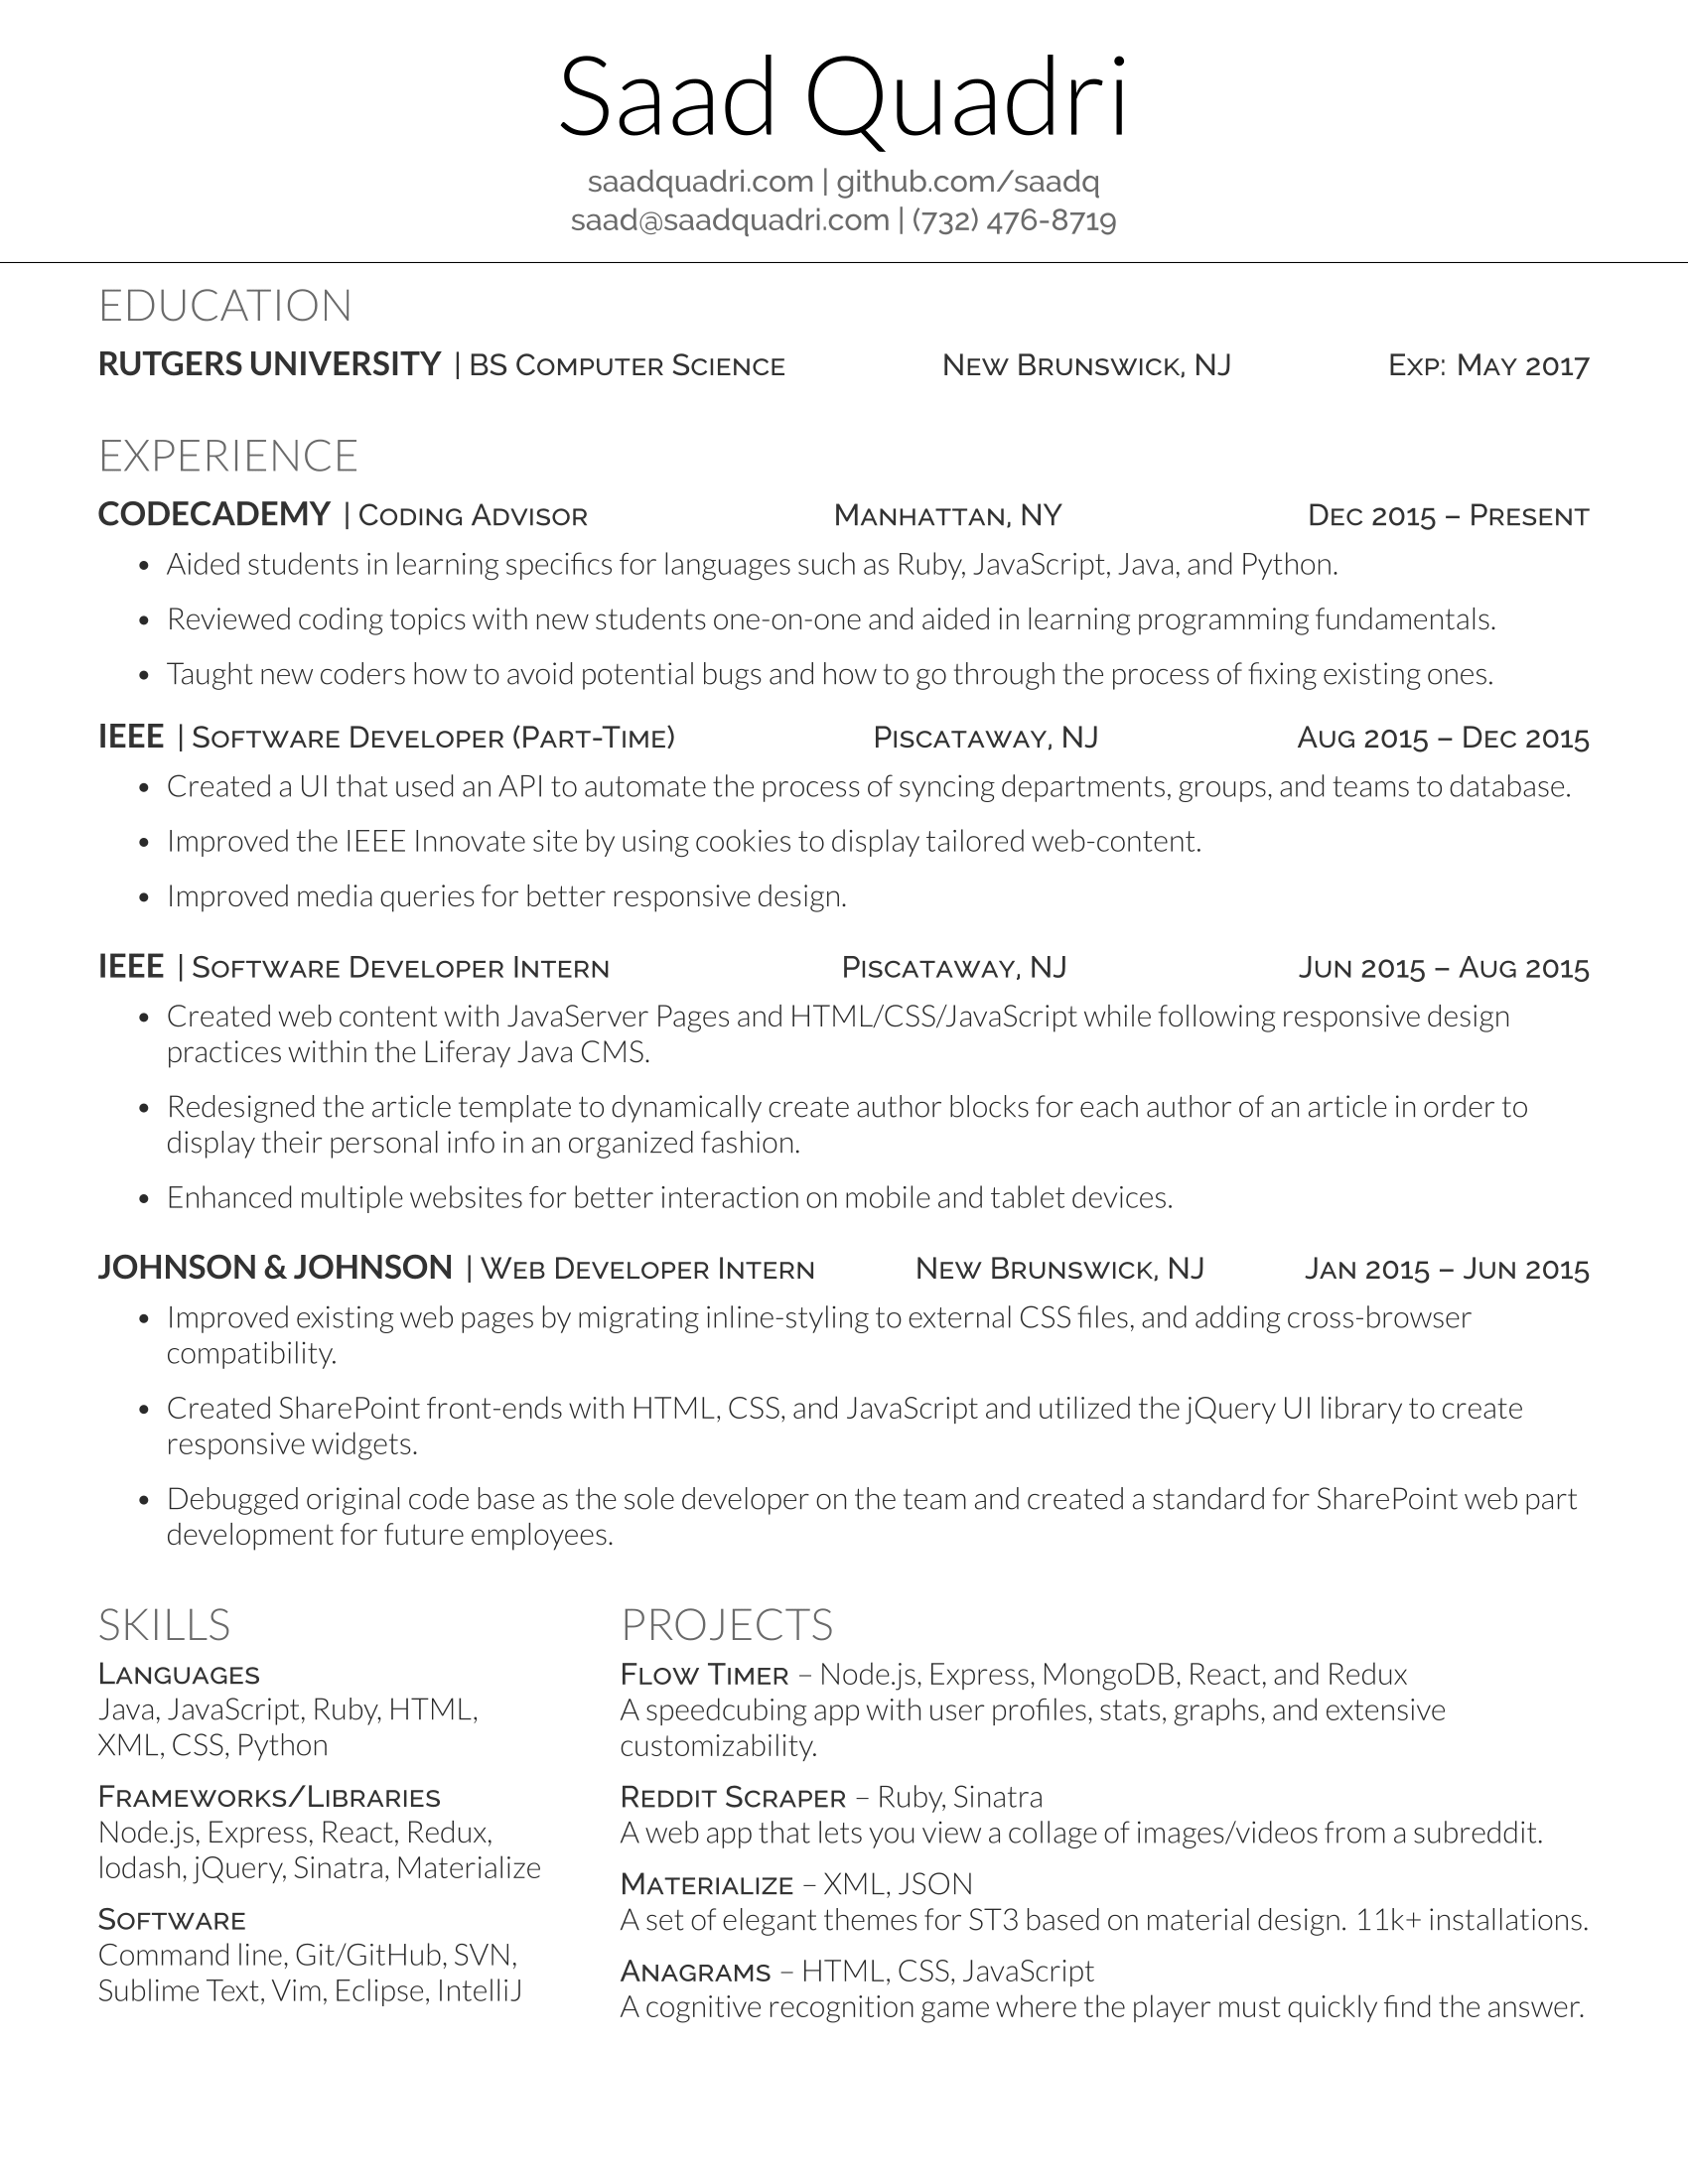 Saad Quadri
saadquadri.com | github.com/saadq
saad@saadquadri.com | (732) 476-8719
EDUCATION
RUTGERS UNIVERSITY | BS Computer Science New Brunswick, NJ Exp: May 2017
EXPERIENCE
CODECADEMY | Coding Advisor Manhattan, NY Dec 2015 – Present
• Aided students in learning specifics for languages such as Ruby, JavaScript, Java, and Python.
• Reviewed coding topics with new students one-on-one and aided in learning programming fundamentals.
• Taught new coders how to avoid potential bugs and how to go through the process of fixing existing ones.
IEEE | Software Developer (Part-Time) Piscataway, NJ Aug 2015 – Dec 2015
• Created a UI that used an API to automate the process of syncing departments, groups, and teams to database.
• Improved the IEEE Innovate site by using cookies to display tailored web-content.
• Improved media queries for better responsive design.
IEEE | Software Developer Intern Piscataway, NJ Jun 2015 – Aug 2015
• Created web content with JavaServer Pages and HTML/CSS/JavaScript while following responsive design
practices within the Liferay Java CMS.
• Redesigned the article template to dynamically create author blocks for each author of an article in order to
display their personal info in an organized fashion.
• Enhanced multiple websites for better interaction on mobile and tablet devices.
JOHNSON & JOHNSON | Web Developer Intern New Brunswick, NJ Jan 2015 – Jun 2015
• Improved existing web pages by migrating inline-styling to external CSS files, and adding cross-browser
compatibility.
• Created SharePoint front-ends with HTML, CSS, and JavaScript and utilized the jQuery UI library to create
responsive widgets.
• Debugged original code base as the sole developer on the team and created a standard for SharePoint web part
development for future employees.
SKILLS
Languages
Java, JavaScript, Ruby, HTML,
XML, CSS, Python
Frameworks/Libraries
Node.js, Express, React, Redux,
lodash, jQuery, Sinatra, Materialize
Software
Command line, Git/GitHub, SVN,
Sublime Text, Vim, Eclipse, IntelliJ
PROJECTS
Flow Timer – Node.js, Express, MongoDB, React, and Redux
A speedcubing app with user profiles, stats, graphs, and extensive
customizability.
Reddit Scraper – Ruby, Sinatra
A web app that lets you view a collage of images/videos from a subreddit.
Materialize – XML, JSON
A set of elegant themes for ST3 based on material design. 11k+ installations.
Anagrams – HTML, CSS, JavaScript
A cognitive recognition game where the player must quickly find the answer.